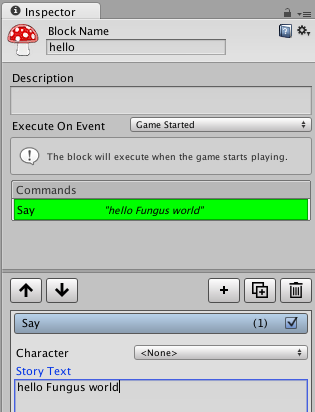 Inspector
Block Name
hello
Description
Execute On Event Game Started
The block will execute when the game starts playing.
Commands
Say "hello Fungus world"
Say (1)
Character <None>
Story Text
hello Fungus world